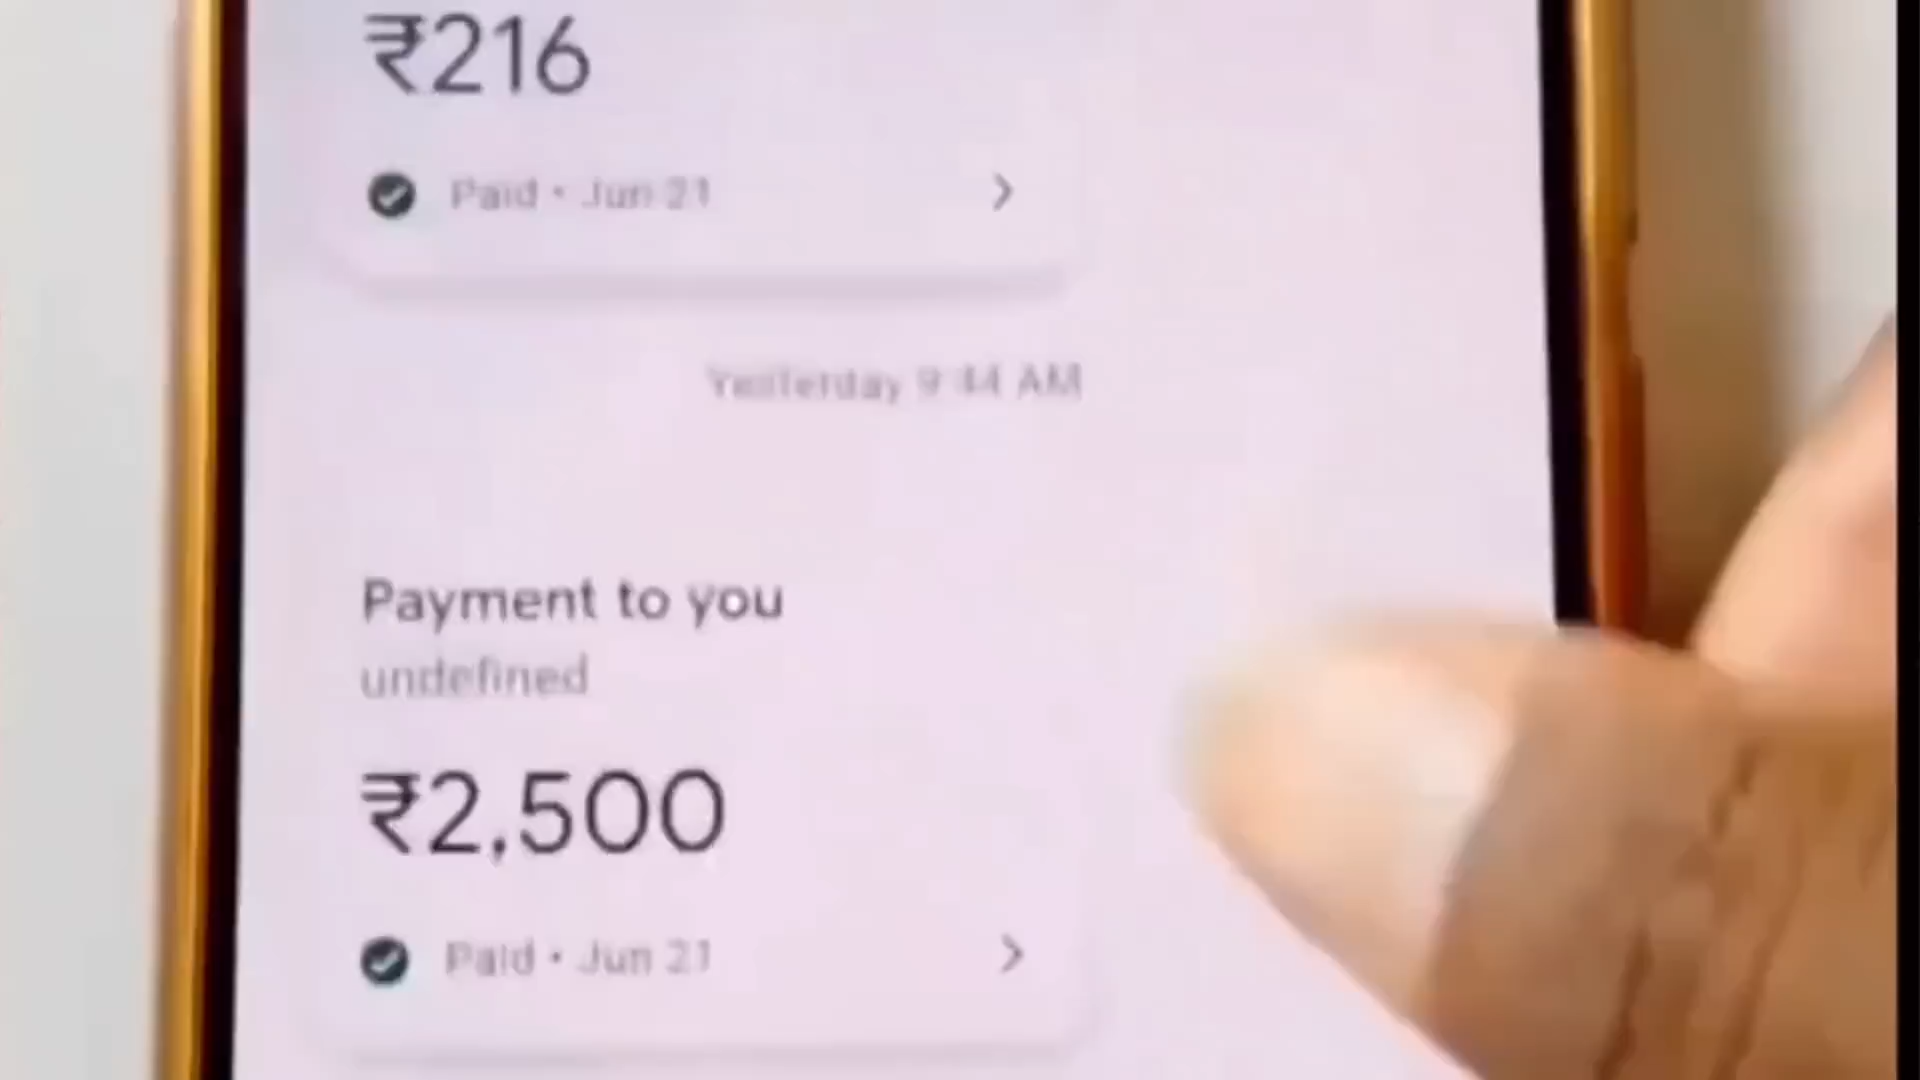 ₹216
Paid • Jun 21
Yesterday 9:44 AM
Payment to you
undefined
₹2,500
Paid • Jun 21